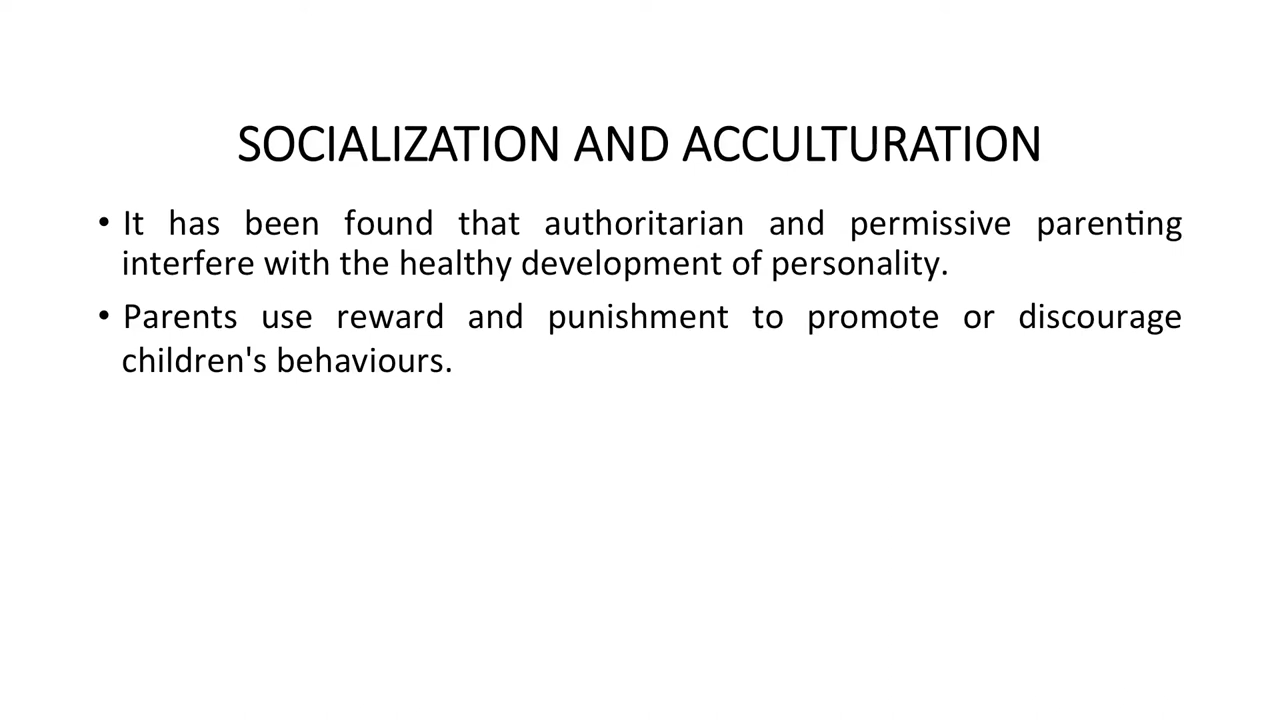 SOCIALIZATION AND ACCULTURATION
• It has been found that authoritarian and permissive parenting
interfere with the healthy development of personality.
• Parents use reward and punishment to promote or discourage
children's behaviours.